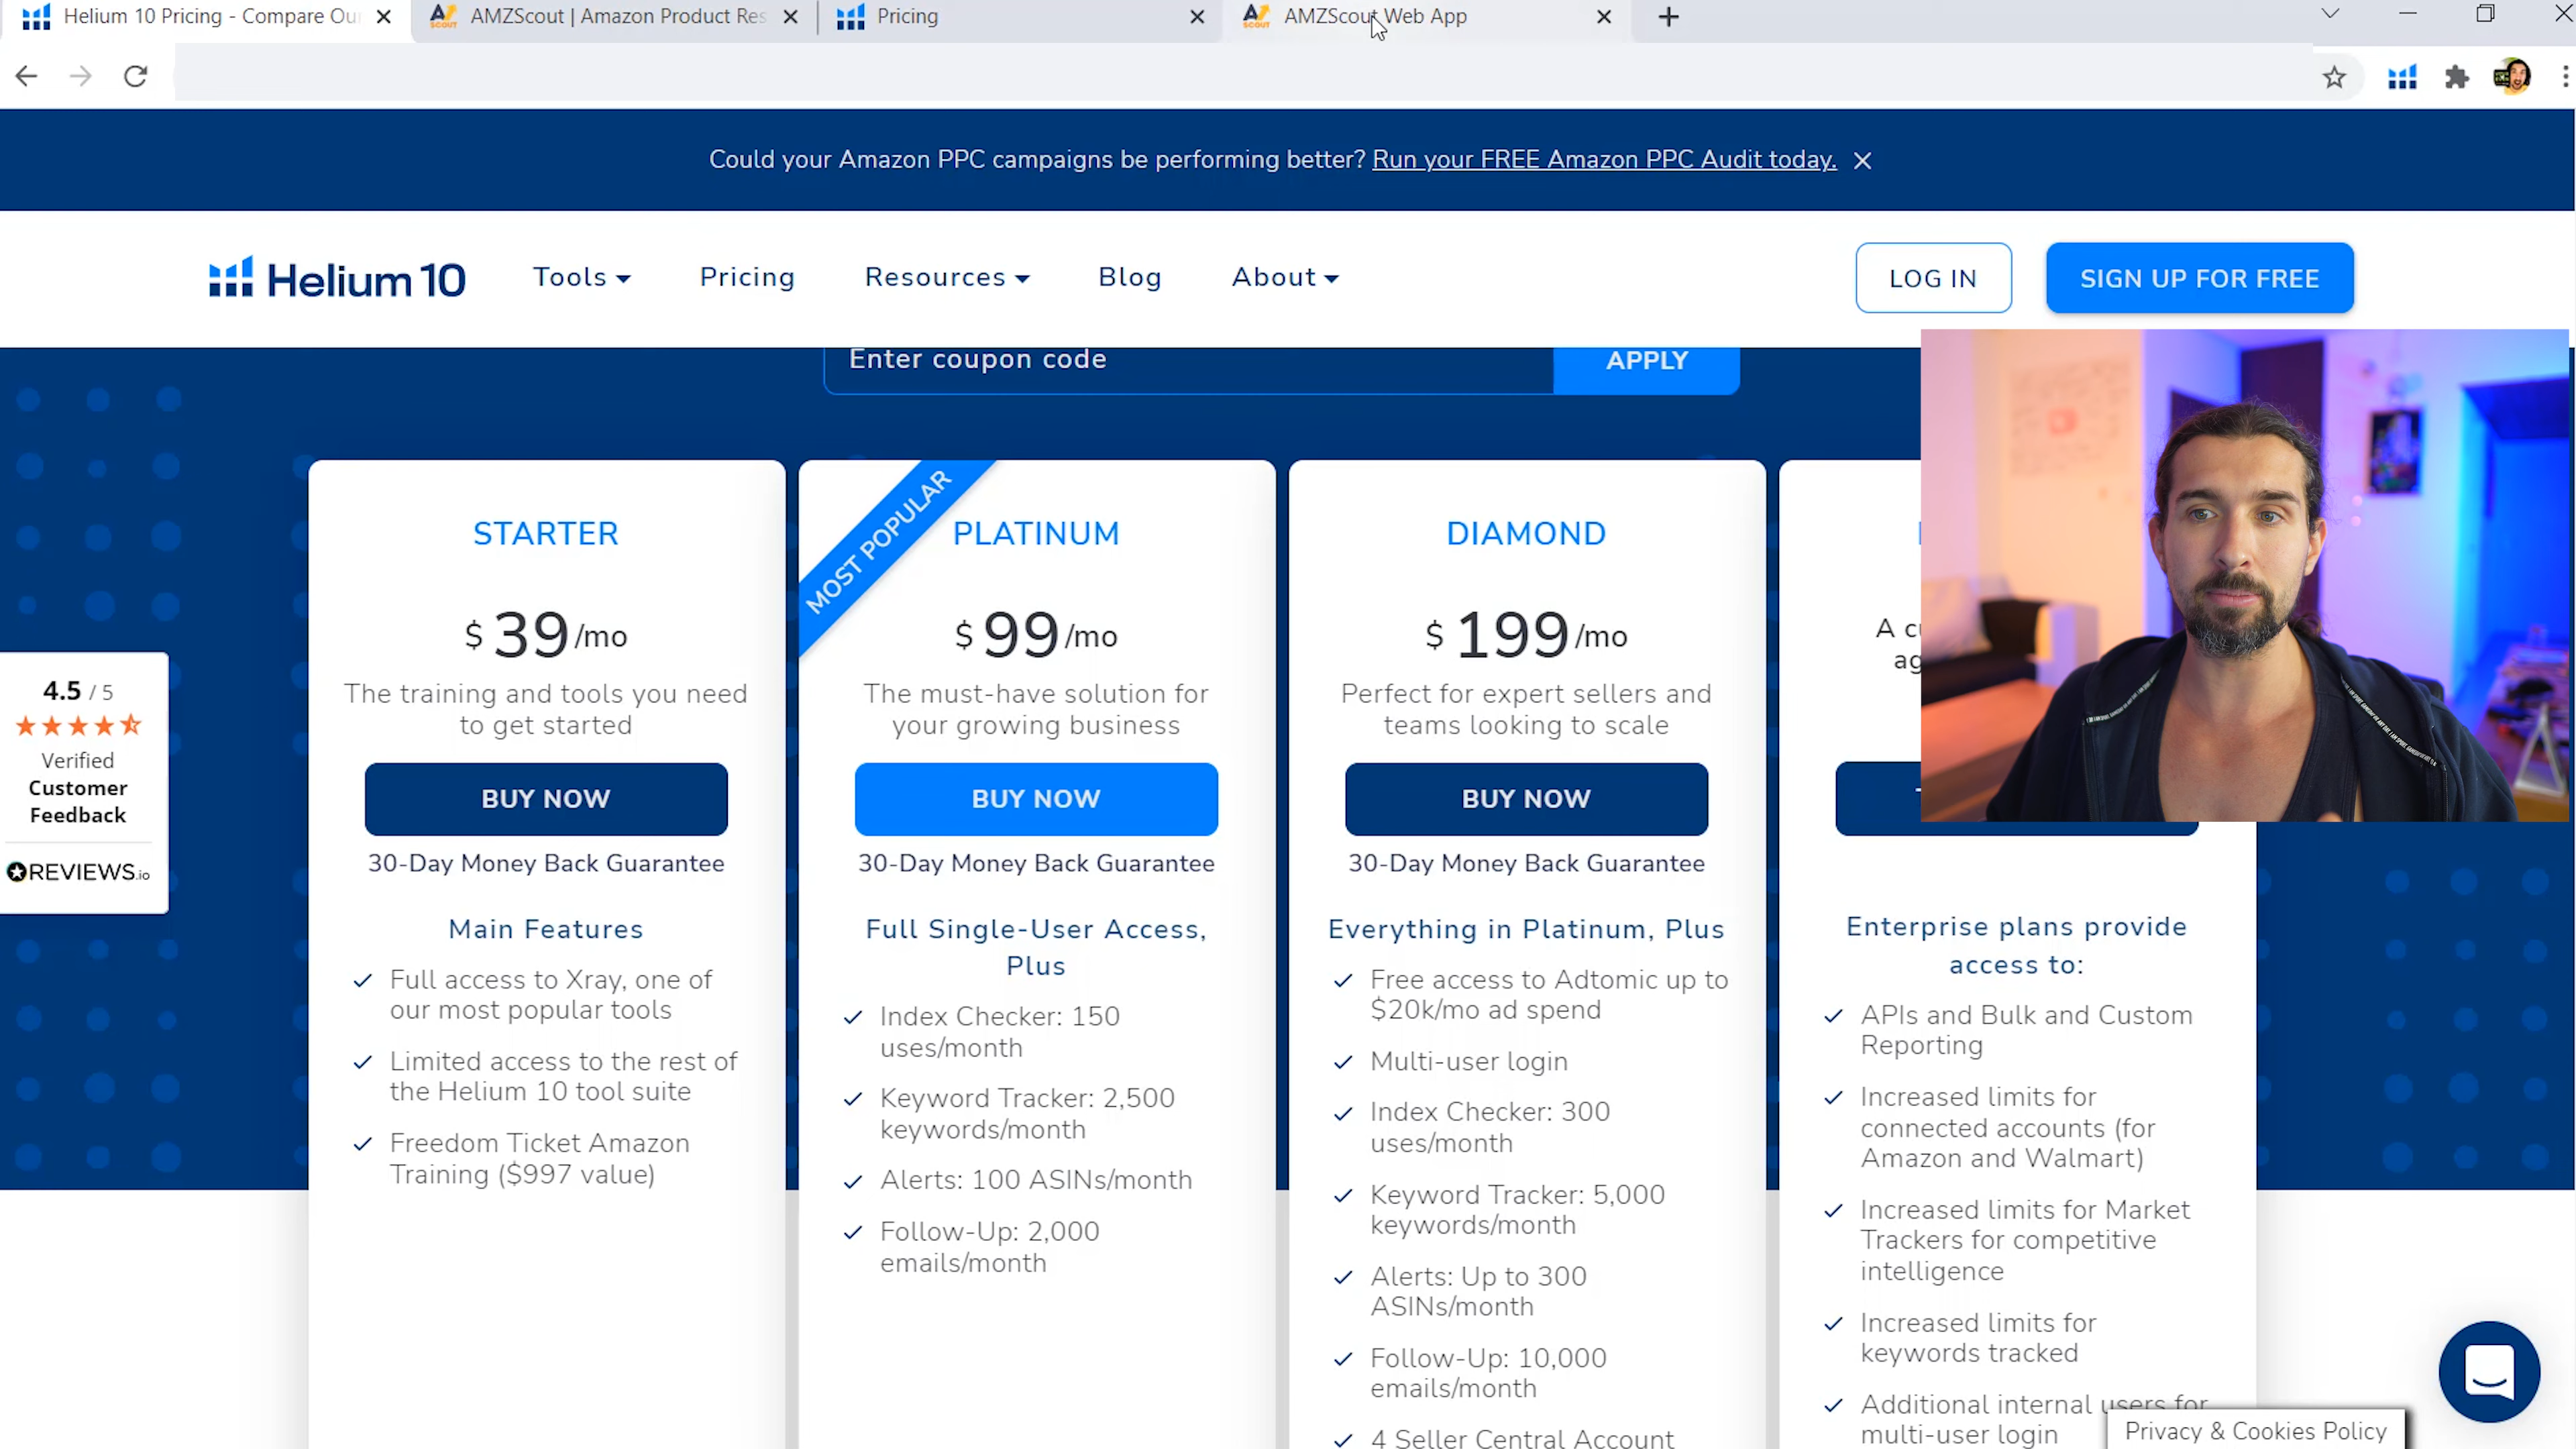 Helium 10 Pricing - Compare Ou
AMZScout | Amazon Product Res
Pricing
AMZScout Web App
Could your Amazon PPC campaigns be performing better? Run your FREE Amazon PPC Audit today.
Helium 10
Tools
Pricing
Resources
Blog
About
LOG IN
SIGN UP FOR FREE
Enter coupon code
APPLY
4.5 / 5
Verified
Customer
Feedback
REVIEWS.io
STARTER
$ 39 /mo
The training and tools you need
to get started
BUY NOW
30-Day Money Back Guarantee
Main Features
Full access to Xray, one of
our most popular tools
Limited access to the rest of
the Helium 10 tool suite
Freedom Ticket Amazon
Training ($997 value)
MOST POPULAR
PLATINUM
$ 99 /mo
The must-have solution for
your growing business
BUY NOW
30-Day Money Back Guarantee
Full Single-User Access,
Plus
Index Checker: 150
uses/month
Keyword Tracker: 2,500
keywords/month
Alerts: 100 ASINs/month
Follow-Up: 2,000
emails/month
DIAMOND
$ 199 /mo
Perfect for expert sellers and
teams looking to scale
BUY NOW
30-Day Money Back Guarantee
Everything in Platinum, Plus
Free access to Adtomic up to
$20k/mo ad spend
Multi-user login
Index Checker: 300
uses/month
Keyword Tracker: 5,000
keywords/month
Alerts: Up to 300
ASINs/month
Follow-Up: 10,000
emails/month
4 Seller Central Account
A
Enterprise plans provide
access to:
APIs and Bulk and Custom
Reporting
Increased limits for
connected accounts (for
Amazon and Walmart)
Increased limits for Market
Trackers for competitive
intelligence
Increased limits for
keywords tracked
Additional internal users for
multi-user login
Privacy & Cookies Policy